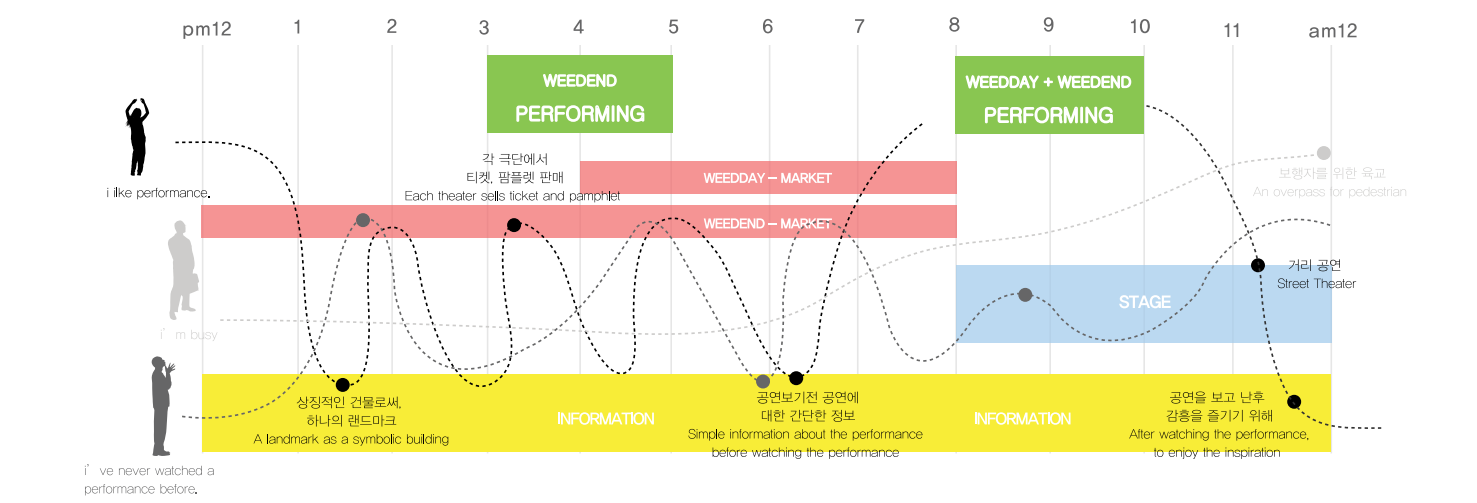 pm12 1 2 3 4 5 6 7 8 9 10 11 am12
WEEDEND
PERFORMING
WEEDDAY + WEEDEND
PERFORMING
i ilke performance.
각 극단에서
티켓, 팜플렛 판매
Each theater sells ticket and pamphlet
WEEDDAY – MARKET
WEEDEND – MARKET
보행자를 위한 육교
An overpass for pedestrian
i' m busy
거리 공연
Street Theater
STAGE
i' ve never watched a
performance before.
상징적인 건물로써,
하나의 랜드마크
A landmark as a symbolic building
INFORMATION
공연보기전 공연에
대한 간단한 정보
Simple information about the performance
before watching the performance
INFORMATION
공연을 보고 난후
감흥을 즐기기 위해
After watching the performance,
to enjoy the inspiration